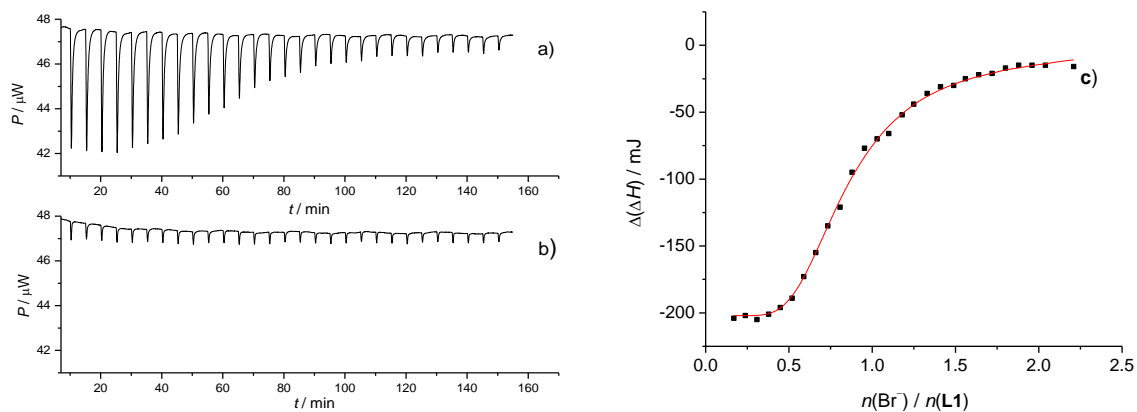 48
46
44
42
P / μW
a)
20 40 60 80 100 120 140 160
t / min
48
46
44
42
P / μW
b)
20 40 60 80 100 120 140 160
t / min
0
-50
-100
-150
-200
Δ(ΔH) / mJ
c)
0.0 0.5 1.0 1.5 2.0 2.5
n(Br⁻) / n(L1)